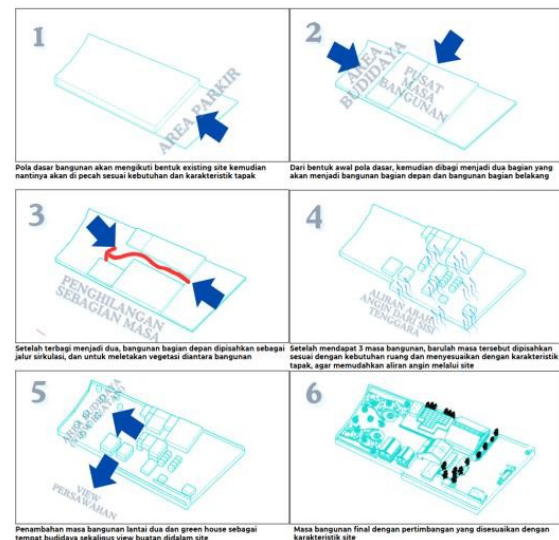 1
AREA PARKIR
Pola dasar bangunan akan mengikuti bentuk existing site kemudian
nantinya akan di pecah sesuai kebutuhan dan karakteristik tapak
2
AREA
BUDIDAYA
PUSAT
MASA
BANGUNAN
Dari bentuk awal pola dasar, kemudian dibagi menjadi dua bagian yang
akan menjadi bangunan bagian depan dan bangunan bagian belakang
3
PENGHILANGAN
SEBAGIAN MASA
Setelah terbagi menjadi dua, bangunan bagian depan dipisahkan sebagai
jalur sirkulasi, dan untuk meletakan vegetasi diantara bangunan
4
ALIRAN ARAH
ANGIN DARI SISI
TENGGARA
Setelah mendapat 3 masa bangunan, barulah masa tersebut dipisahkan
sesuai dengan kebutuhan ruang dan menyesuaikan dengan karakteristik
tapak, agar memudahkan aliran angin melalui site
5
AREA BUDIDAYA
VIEW
PERSAWAHAN
Penambahan masa bangunan lantai dua dan green house sebagai
tempat budidaya sekaligus view buatan didalam site
6
Masa bangunan final dengan pertimbangan yang disesuaikan dengan
karakteristik site